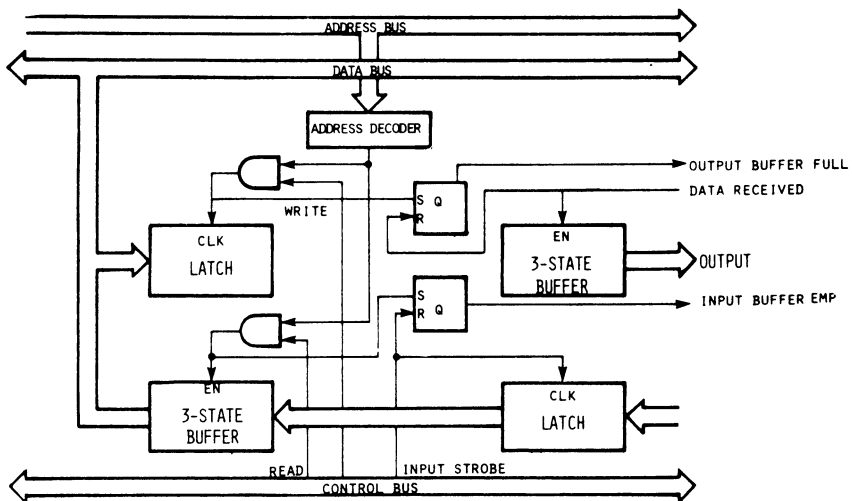 ADDRESS BUS
DATA BUS
ADDRESS DECODER
OUTPUT BUFFER FULL
S Q
R
DATA RECEIVED
WRITE
CLK
LATCH
EN
3-STATE
BUFFER
OUTPUT
S
R Q
INPUT BUFFER EMP
EN
3-STATE
BUFFER
CLK
LATCH
READ
INPUT STROBE
CONTROL BUS